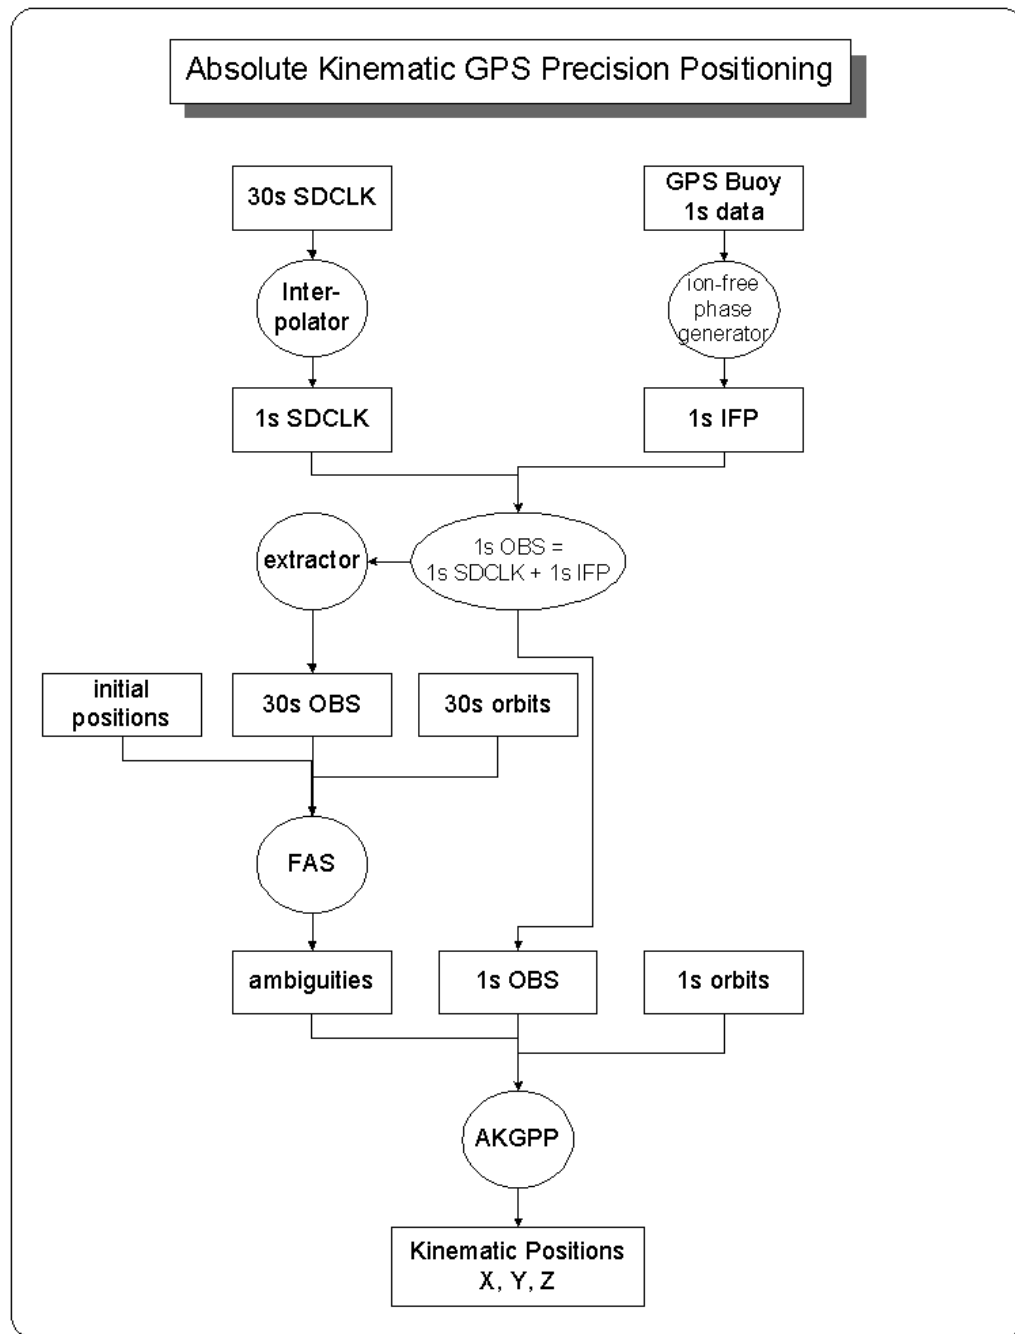 Absolute Kinematic GPS Precision Positioning
30s SDCLK
GPS Buoy
1s data
Inter-
polator
ion-free
phase
generator
1s SDCLK
1s IFP
extractor
1s OBS =
1s SDCLK + 1s IFP
initial
positions
30s OBS
30s orbits
FAS
ambiguities
1s OBS
1s orbits
AKGPP
Kinematic Positions
X, Y, Z